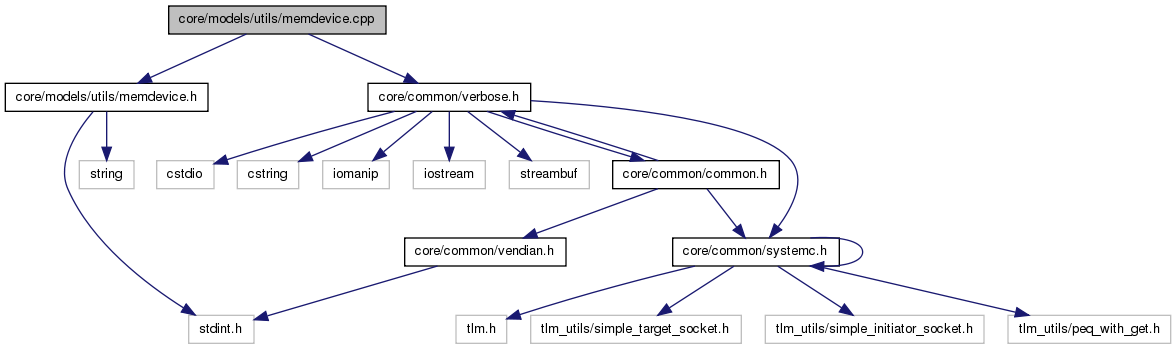 core/models/utils/memdevice.cpp
core/models/utils/memdevice.h
core/common/verbose.h
string
cstdio
cstring
iomanip
iostream
streambuf
core/common/common.h
core/common/vendian.h
core/common/systemc.h
stdint.h
tlm.h
tlm_utils/simple_target_socket.h
tlm_utils/simple_initiator_socket.h
tlm_utils/peq_with_get.h